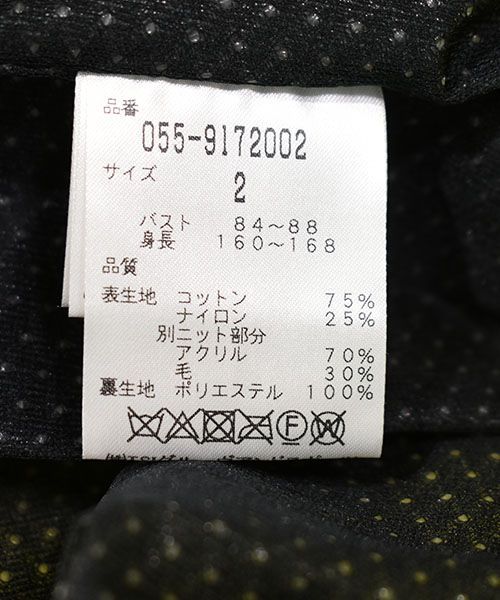 品番
055-9172002
サイズ
2
バスト 84～88
身長 160～168
品質
表生地 コットン 75%
ナイロン 25%
別ニット部分
アクリル 70%
毛 30%
裏生地 ポリエステル 100%
F W